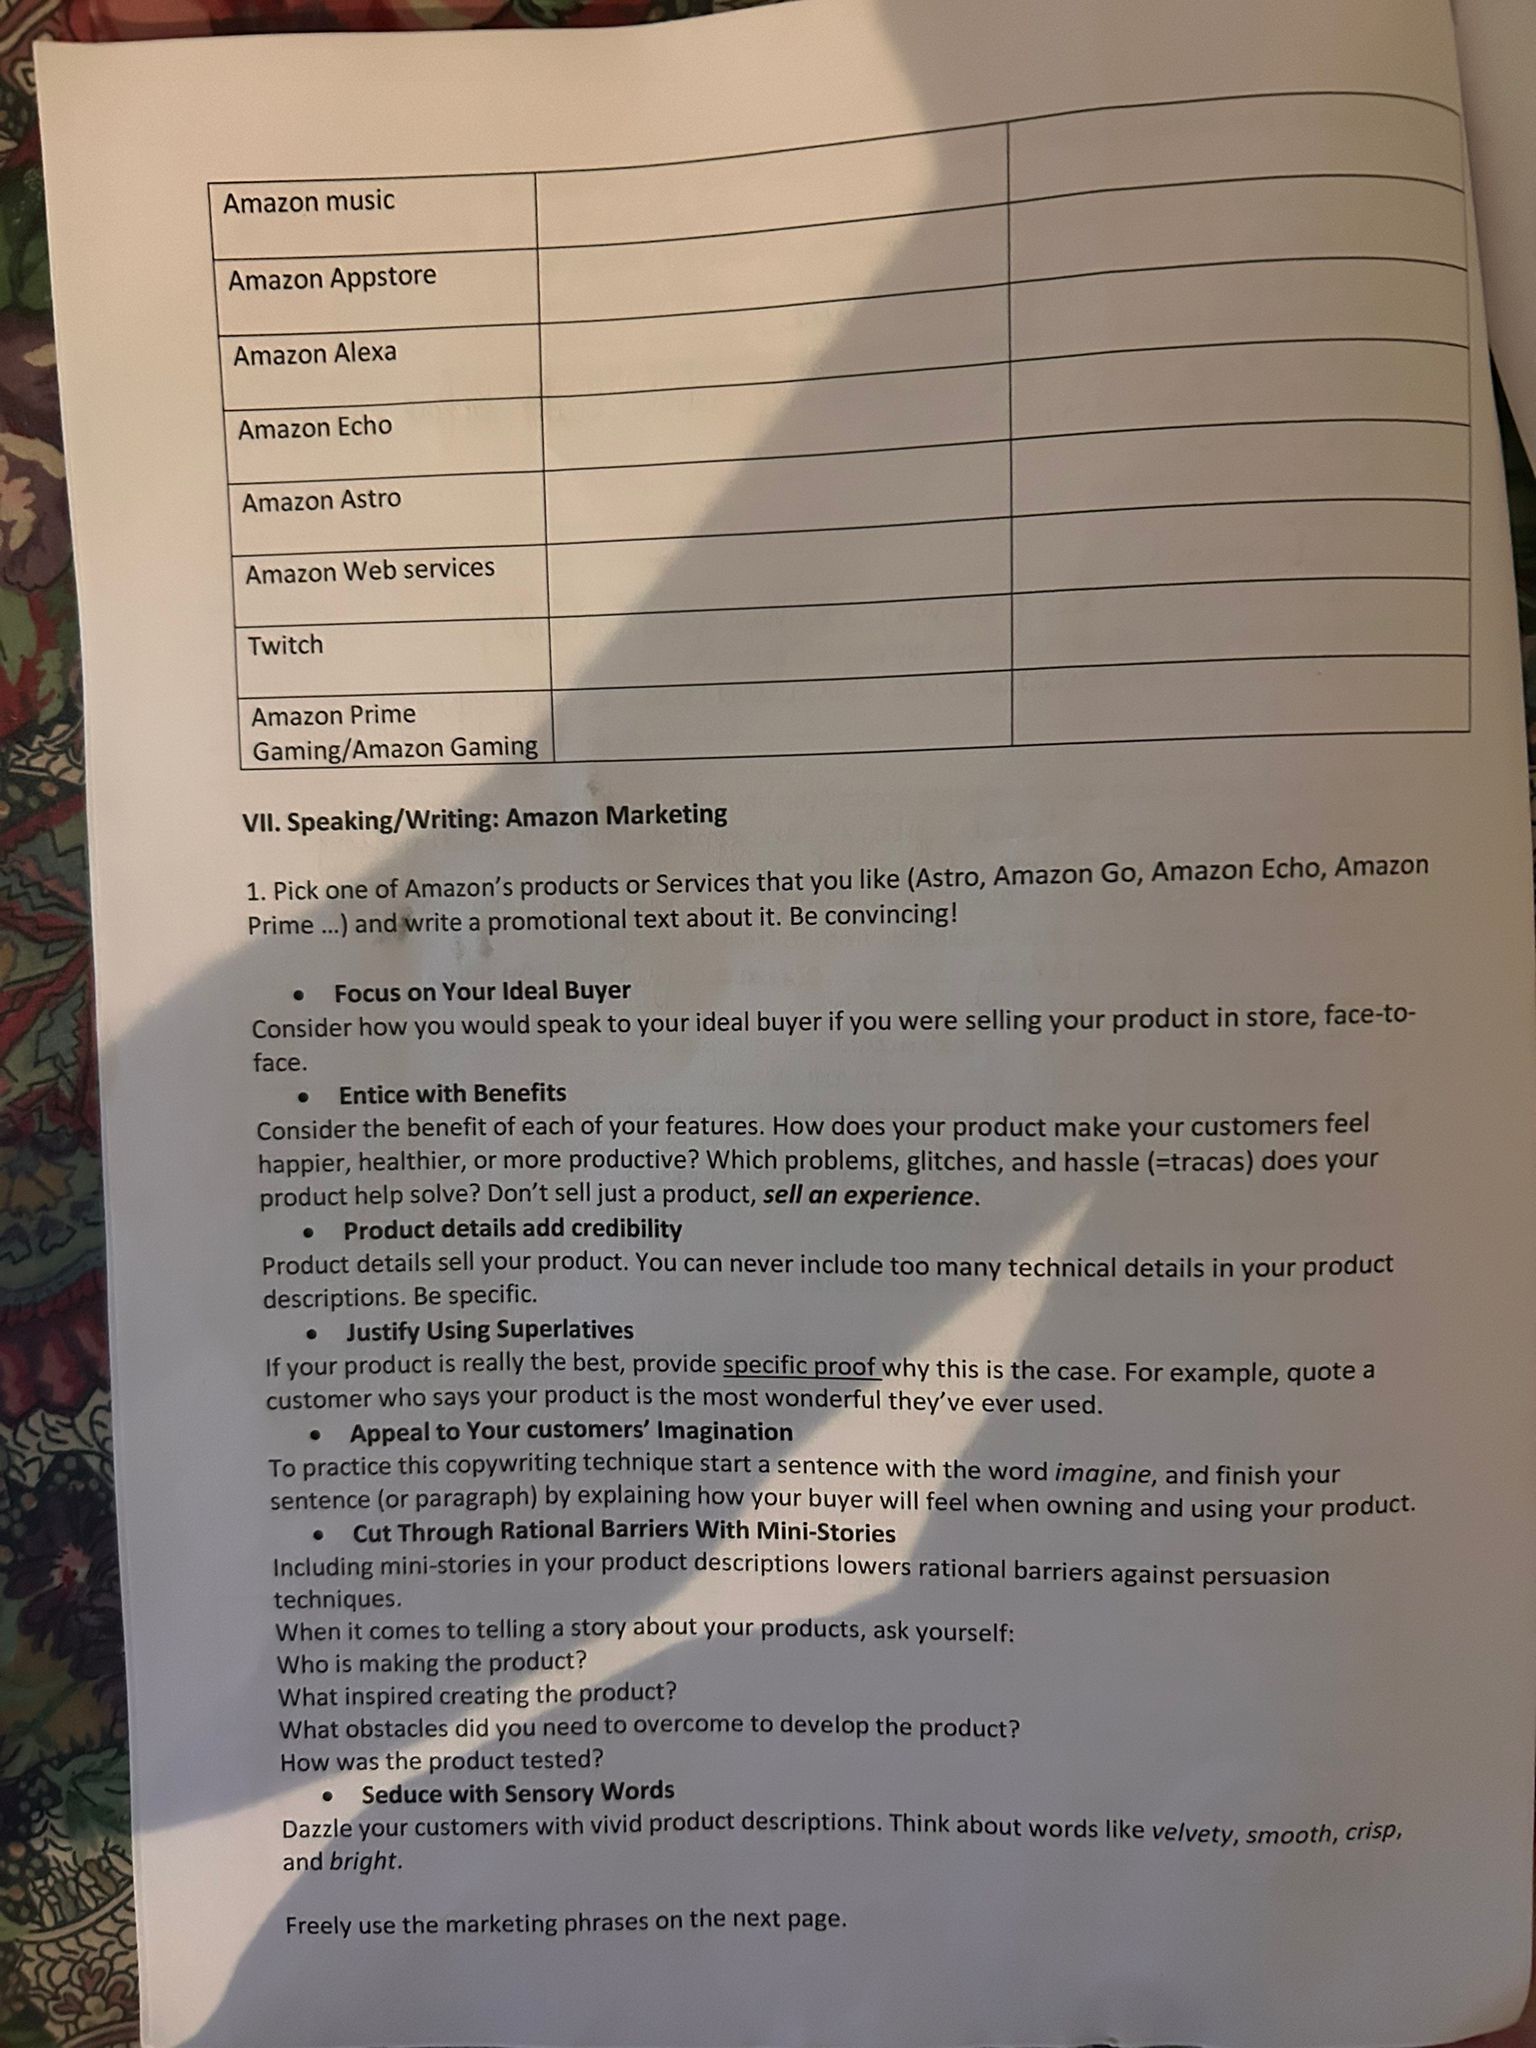 Amazon music
Amazon Appstore
Amazon Alexa
Amazon Echo
Amazon Astro
Amazon Web services
Twitch
Amazon Prime
Gaming/Amazon Gaming
VII. Speaking/Writing: Amazon Marketing
1. Pick one of Amazon's products or Services that you like (Astro, Amazon Go, Amazon Echo, Amazon
Prime ...) and write a promotional text about it. Be convincing!
• Focus on Your Ideal Buyer
Consider how you would speak to your ideal buyer if you were selling your product in store, face-to-
face.
• Entice with Benefits
Consider the benefit of each of your features. How does your product make your customers feel
happier, healthier, or more productive? Which problems, glitches, and hassle (=tracas) does your
product help solve? Don't sell just a product, sell an experience.
• Product details add credibility
Product details sell your product. You can never include too many technical details in your product
descriptions. Be specific.
• Justify Using Superlatives
If your product is really the best, provide specific proof why this is the case. For example, quote a
customer who says your product is the most wonderful they've ever used.
• Appeal to Your customers' Imagination
To practice this copywriting technique start a sentence with the word imagine, and finish your
sentence (or paragraph) by explaining how your buyer will feel when owning and using your product.
• Cut Through Rational Barriers With Mini-Stories
Including mini-stories in your product descriptions lowers rational barriers against persuasion
techniques.
When it comes to telling a story about your products, ask yourself:
Who is making the product?
What inspired creating the product?
What obstacles did you need to overcome to develop the product?
How was the product tested?
• Seduce with Sensory Words
Dazzle your customers with vivid product descriptions. Think about words like velvety, smooth, crisp,
and bright.
Freely use the marketing phrases on the next page.